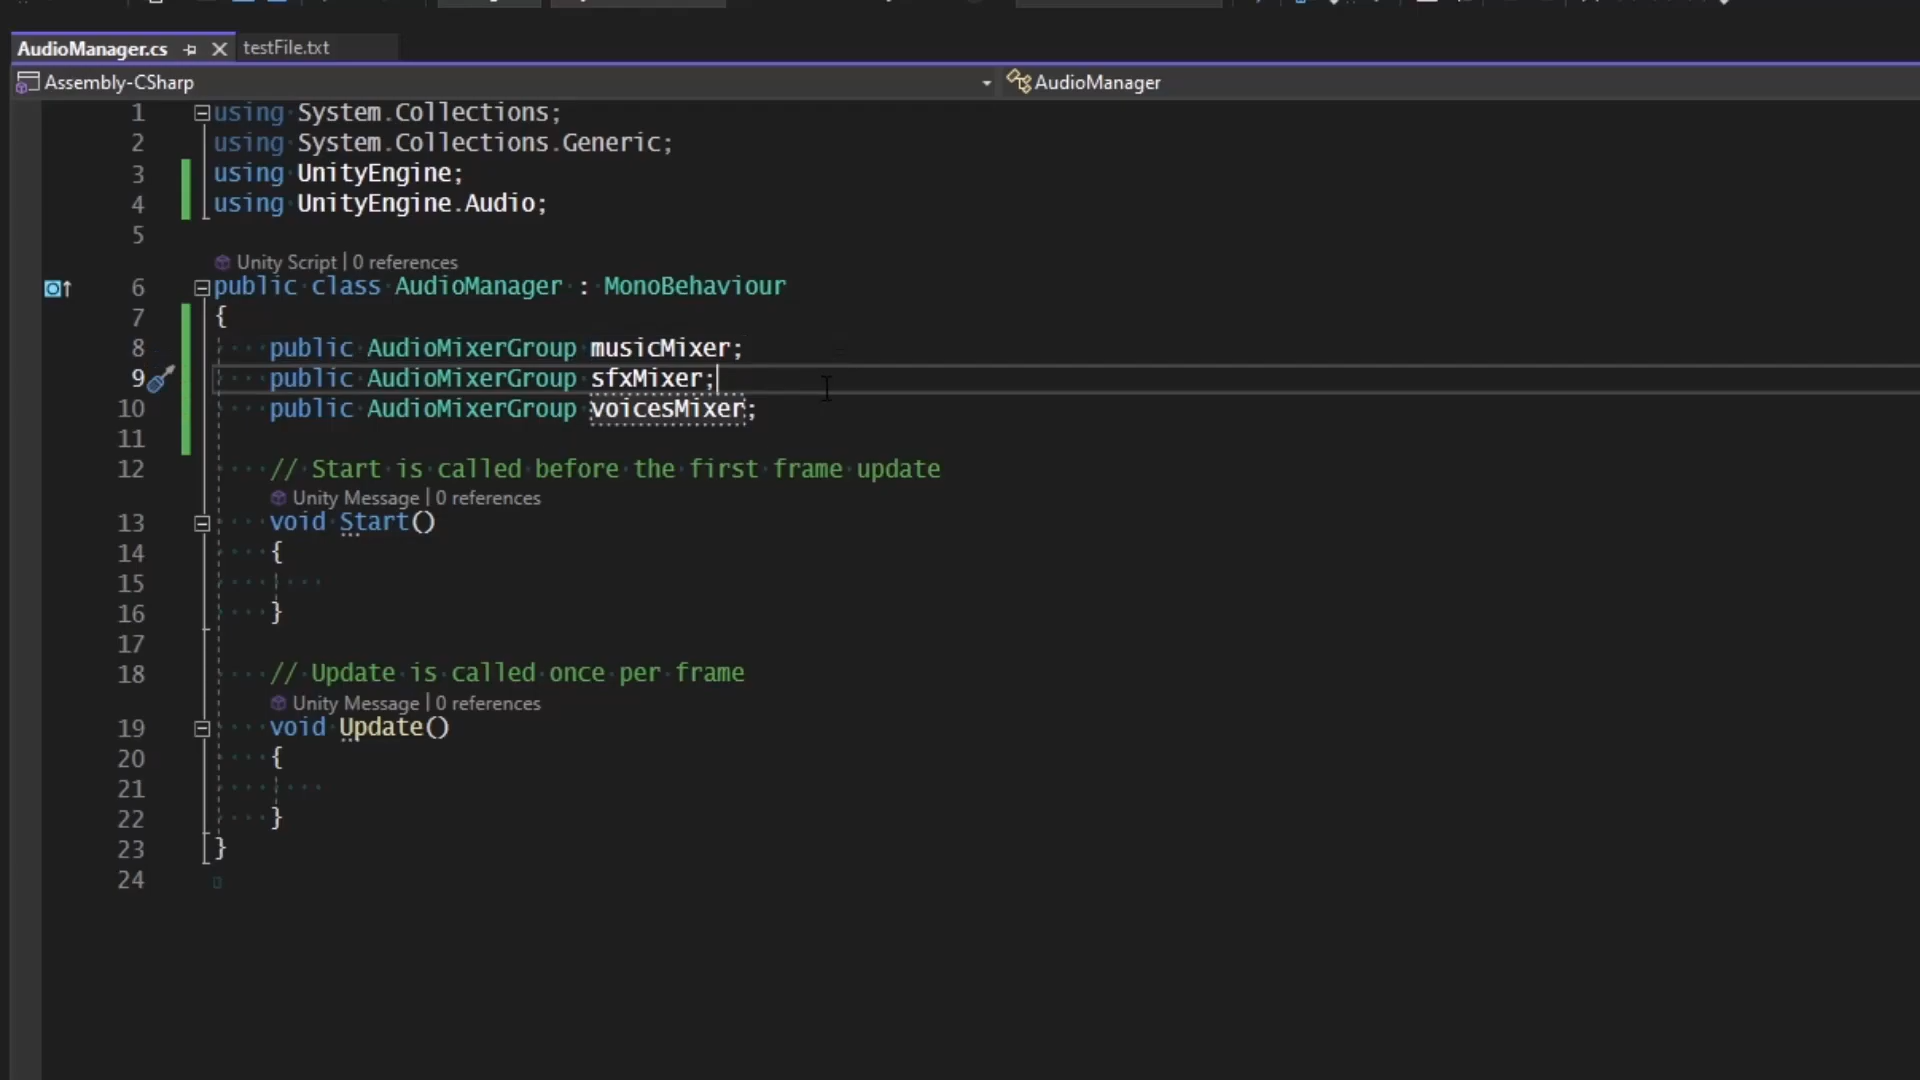 AudioManager.cs testFile.txt
Assembly-CSharp AudioManager
1 using System.Collections;
2 using System.Collections.Generic;
3 using UnityEngine;
4 using UnityEngine.Audio;
5
Unity Script | 0 references
6 public class AudioManager : MonoBehaviour
7 {
8 public AudioMixerGroup musicMixer;
9 public AudioMixerGroup sfxMixer;
10 public AudioMixerGroup voicesMixer;
11
12 // Start is called before the first frame update
Unity Message | 0 references
13 void Start()
14 {
15
16 }
17
18 // Update is called once per frame
Unity Message | 0 references
19 void Update()
20 {
21
22 }
23 }
24